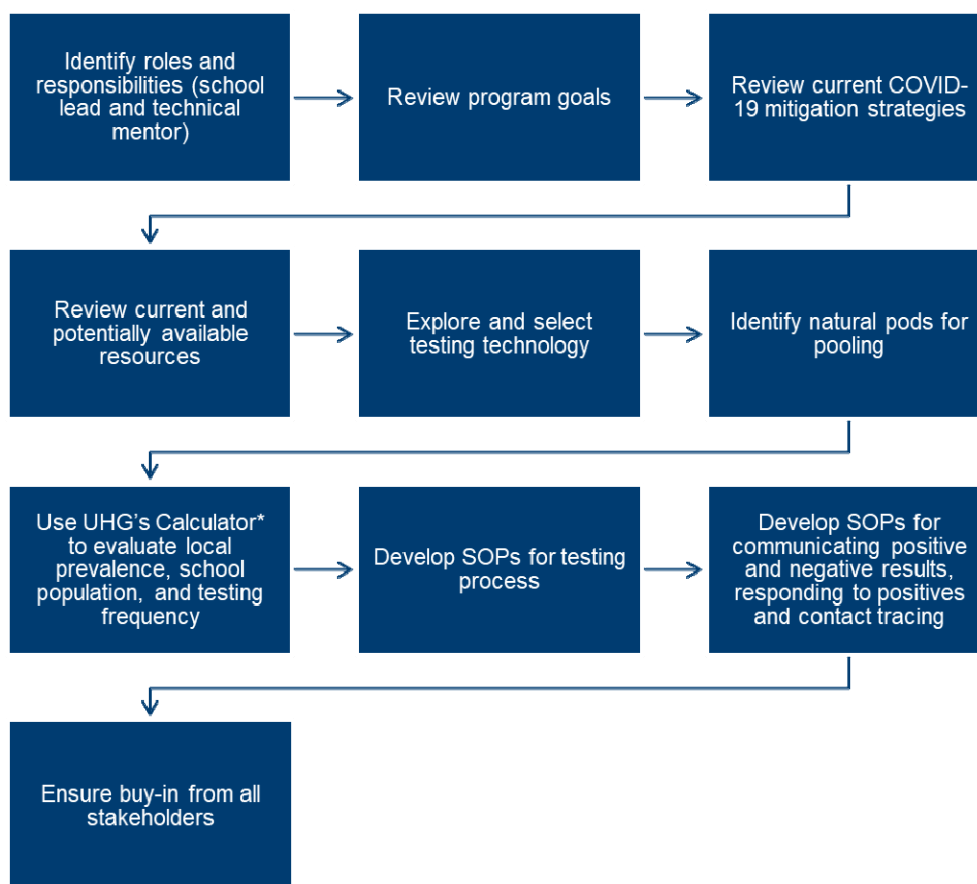 Identify roles and
responsibilities (school
lead and technical
mentor)
Review program goals
Review current COVID-
19 mitigation strategies
Review current and
potentially available
resources
Explore and select
testing technology
Identify natural pods for
pooling
Use UHG’s Calculator*
to evaluate local
prevalence, school
population, and testing
frequency
Develop SOPs for testing
process
Develop SOPs for
communicating positive
and negative results,
responding to positives
and contact tracing
Ensure buy-in from all
stakeholders